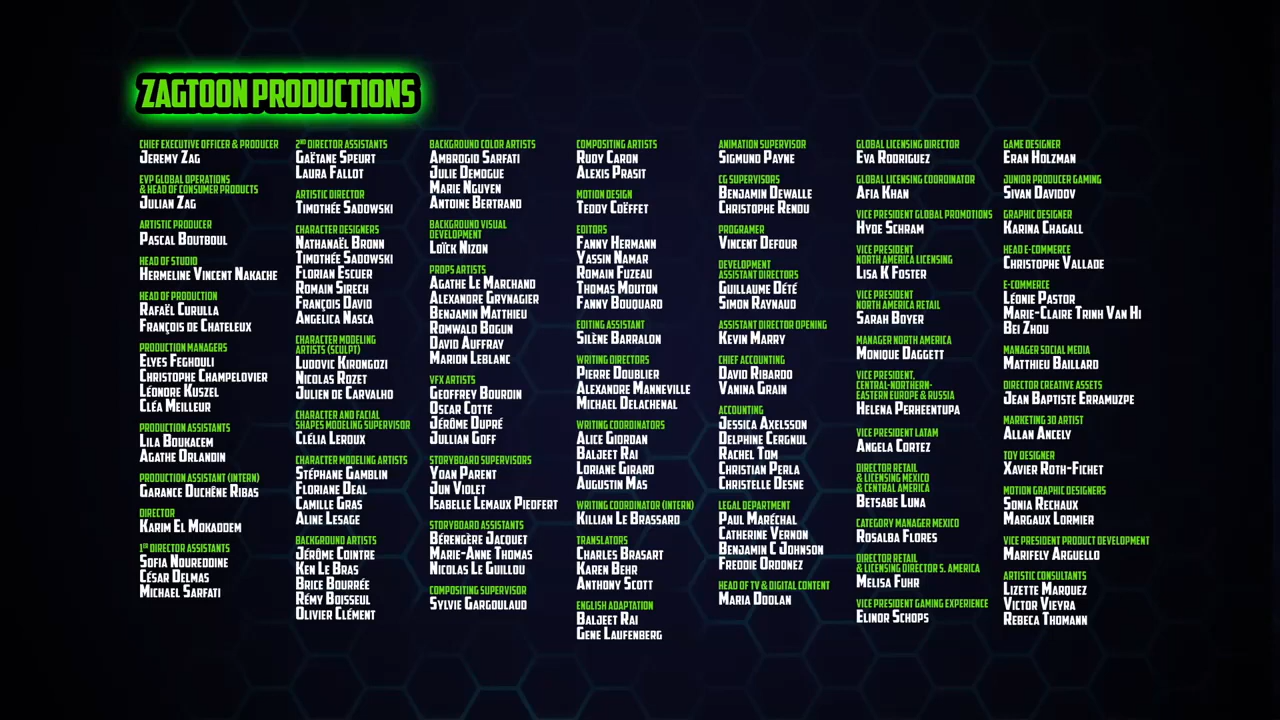 ZAGTOON PRODUCTIONS
CHIEF EXECUTIVE OFFICER & PRODUCER
JEREMY ZAG
EVP GLOBAL OPERATIONS
& HEAD OF CONSUMER PRODUCTS
JULIAN ZAG
ARTISTIC PRODUCER
PASCAL BOUTBOUL
HEAD OF STUDIO
HERMELINE VINCENT NAKACHE
HEAD OF PRODUCTION
RAFAËL CURULLA
FRANÇOIS DE CHATELEUX
PRODUCTION MANAGERS
ELYES FEGHOULI
CHRISTOPHE CHAMPELOVIER
LÉONORE KUSZEL
CLÉA MEILLEUR
PRODUCTION ASSISTANTS
LILA BOUKACEM
AGATHE ORLANDIN
PRODUCTION ASSISTANT (INTERN)
GARANCE DUCHÊNE RIBAS
DIRECTOR
KARIM EL MOKADDEM
1ER DIRECTOR ASSISTANTS
SOFIA NOUREDDINE
CÉSAR DELMAS
MICHAEL SARFATI
2ND DIRECTOR ASSISTANTS
GAËTANE SPEURT
LAURA FALLOT
ARTISTIC DIRECTOR
TIMOTHÉE SADOWSKI
CHARACTER DESIGNERS
NATHANAËL BRONN
TIMOTHÉE SADOWSKI
FLORIAN ESCUER
ROMAIN SIRECH
FRANÇOIS DAVID
ANGELICA NASCA
CHARACTER MODELING
ARTISTS (SCULPT)
LUDOVIC KIRONGOZI
NICOLAS ROZET
JULIEN DE CARVALHO
CHARACTER AND FACIAL
SHAPES MODELING SUPERVISOR
CLÉLIA LEROUX
CHARACTER MODELING ARTISTS
STÉPHANE GAMBLIN
FLORIANE DEAL
CAMILLE GRAS
ALINE LESAGE
BACKGROUND ARTISTS
JÉRÔME COINTRE
KEN LE BRAS
BRICE BOURRÉE
RÉMY BOISSEUL
OLIVIER CLÉMENT
BACKGROUND COLOR ARTISTS
AMBROGIO SARFATI
JULIE DEMOGUE
MARIE NGUYEN
ANTOINE BERTRAND
BACKGROUND VISUAL
DEVELOPMENT
LOÏCK NIZON
PROPS ARTISTS
AGATHE LE MARCHAND
ALEXANDRE GRYNAGIER
BENJAMIN MATTHIEU
ROMWALD BOGUN
DAVID AUFFRAY
MARION LEBLANC
VFX ARTISTS
GEOFFREY BOURDIN
OSCAR COTTE
JÉRÔME DUPRÉ
JULLIAN GOFF
STORYBOARD SUPERVISORS
YOAN PARENT
JUN VIOLET
ISABELLE LEMAUX PIEDFERT
STORYBOARD ASSISTANTS
BÉRENGÈRE JACQUET
MARIE-ANNE THOMAS
NICOLAS LE GUILLOU
COMPOSITING SUPERVISOR
SYLVIE GARGOULAUD
COMPOSITING ARTISTS
RUDY CARON
ALEXIS PRASIT
MOTION DESIGN
TEDDY COËFFET
EDITORS
FANNY HERMANN
YASSIN NAMAR
ROMAIN FUZEAU
THOMAS MOUTON
FANNY BOUQUARD
EDITING ASSISTANT
SILÈNE BARRALON
WRITING DIRECTORS
PIERRE DOUBLIER
ALEXANDRE MANNEVILLE
MICHAEL DELACHENAL
WRITING COORDINATORS
ALICE GIORDAN
BALJEET RAI
LORIANE GIRARD
AUGUSTIN MAS
WRITING COORDINATOR (INTERN)
KILLIAN LE BRASSARD
TRANSLATORS
CHARLES BRASART
KAREN BEHR
ANTHONY SCOTT
ENGLISH ADAPTATION
BALJEET RAI
GENE LAUFENBERG
ANIMATION SUPERVISOR
SIGMUND PAYNE
CG SUPERVISORS
BENJAMIN DEWALLE
CHRISTOPHE RENDU
PROGRAMER
VINCENT DEFOUR
DEVELOPMENT
ASSISTANT DIRECTORS
GUILLAUME DÉTÉ
SIMON RAYNAUD
ASSISTANT DIRECTOR OPENING
KEVIN MARRY
CHIEF ACCOUNTING
DAVID RIBARDO
VANINA GRAIN
ACCOUNTING
JESSICA AXELSSON
DELPHINE CERGNUL
RACHEL TOM
CHRISTIAN PERLA
CHRISTELLE DESNE
LEGAL DEPARTMENT
PAUL MARÉCHAL
CATHERINE VERNON
BENJAMIN C JOHNSON
FREDDIE ORDONEZ
HEAD OF TV & DIGITAL CONTENT
MARIA DOOLAN
GLOBAL LICENSING DIRECTOR
EVA RODRIGUEZ
GLOBAL LICENSING COORDINATOR
AFIA KHAN
VICE PRESIDENT GLOBAL PROMOTIONS
HYDE SCHRAM
VICE PRESIDENT
NORTH AMERICA LICENSING
LISA K FOSTER
VICE PRESIDENT
NORTH AMERICA RETAIL
SARAH BOYER
MANAGER NORTH AMERICA
MONIQUE DAGGETT
VICE PRESIDENT,
CENTRAL-NORTHERN-
EASTERN EUROPE & RUSSIA
HELENA PERHEENTUPA
VICE PRESIDENT LATAM
ANGELA CORTEZ
DIRECTOR RETAIL
& LICENSING MEXICO
& CENTRAL AMERICA
BETSABE LUNA
CATEGORY MANAGER MEXICO
ROSALBA FLORES
DIRECTOR RETAIL
& LICENSING DIRECTOR S. AMERICA
MELISA FUHR
VICE PRESIDENT GAMING EXPERIENCE
ELINOR SCHOPS
GAME DESIGNER
ERAN HOLZMAN
JUNIOR PRODUCER GAMING
SIVAN DAVIDOV
GRAPHIC DESIGNER
KARINA CHAGALL
HEAD E-COMMERCE
CHRISTOPHE VALLADE
E-COMMERCE
LÉONIE PASTOR
MARIE-CLAIRE TRINH VAN HI
BEI ZHOU
MANAGER SOCIAL MEDIA
MATTHIEU BAILLARD
DIRECTOR CREATIVE ASSETS
JEAN BAPTISTE ERRAMUZPE
MARKETING 3D ARTIST
ALLAN ANCELY
TOY DESIGNER
XAVIER ROTH-FICHET
MOTION GRAPHIC DESIGNERS
SONIA RECHAUX
MARGAUX LORMIER
VICE PRESIDENT PRODUCT DEVELOPMENT
MARIFELY ARGUELLO
ARTISTIC CONSULTANTS
LIZETTE MARQUEZ
VICTOR VIEYRA
REBECA THOMANN